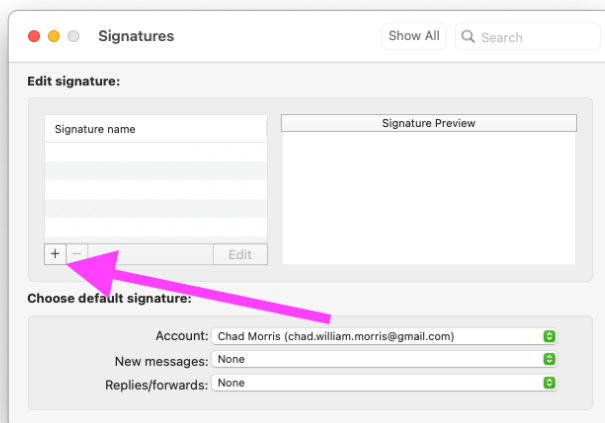 Signatures
Show All
Search
Edit signature:
Signature name
Signature Preview
+
−
Edit
Choose default signature:
Account: Chad Morris (chad.william.morris@gmail.com)
New messages: None
Replies/forwards: None